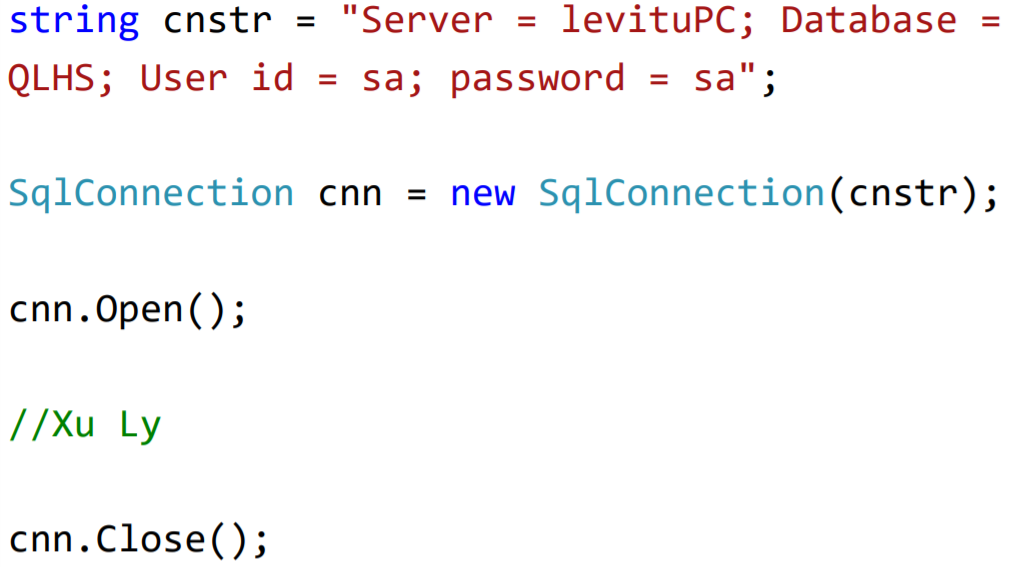 string cnstr = "Server = levituPC; Database =
QLHS; User id = sa; password = sa";
SqlConnection cnn = new SqlConnection(cnstr);
cnn.Open();
//Xu Ly
cnn.Close();